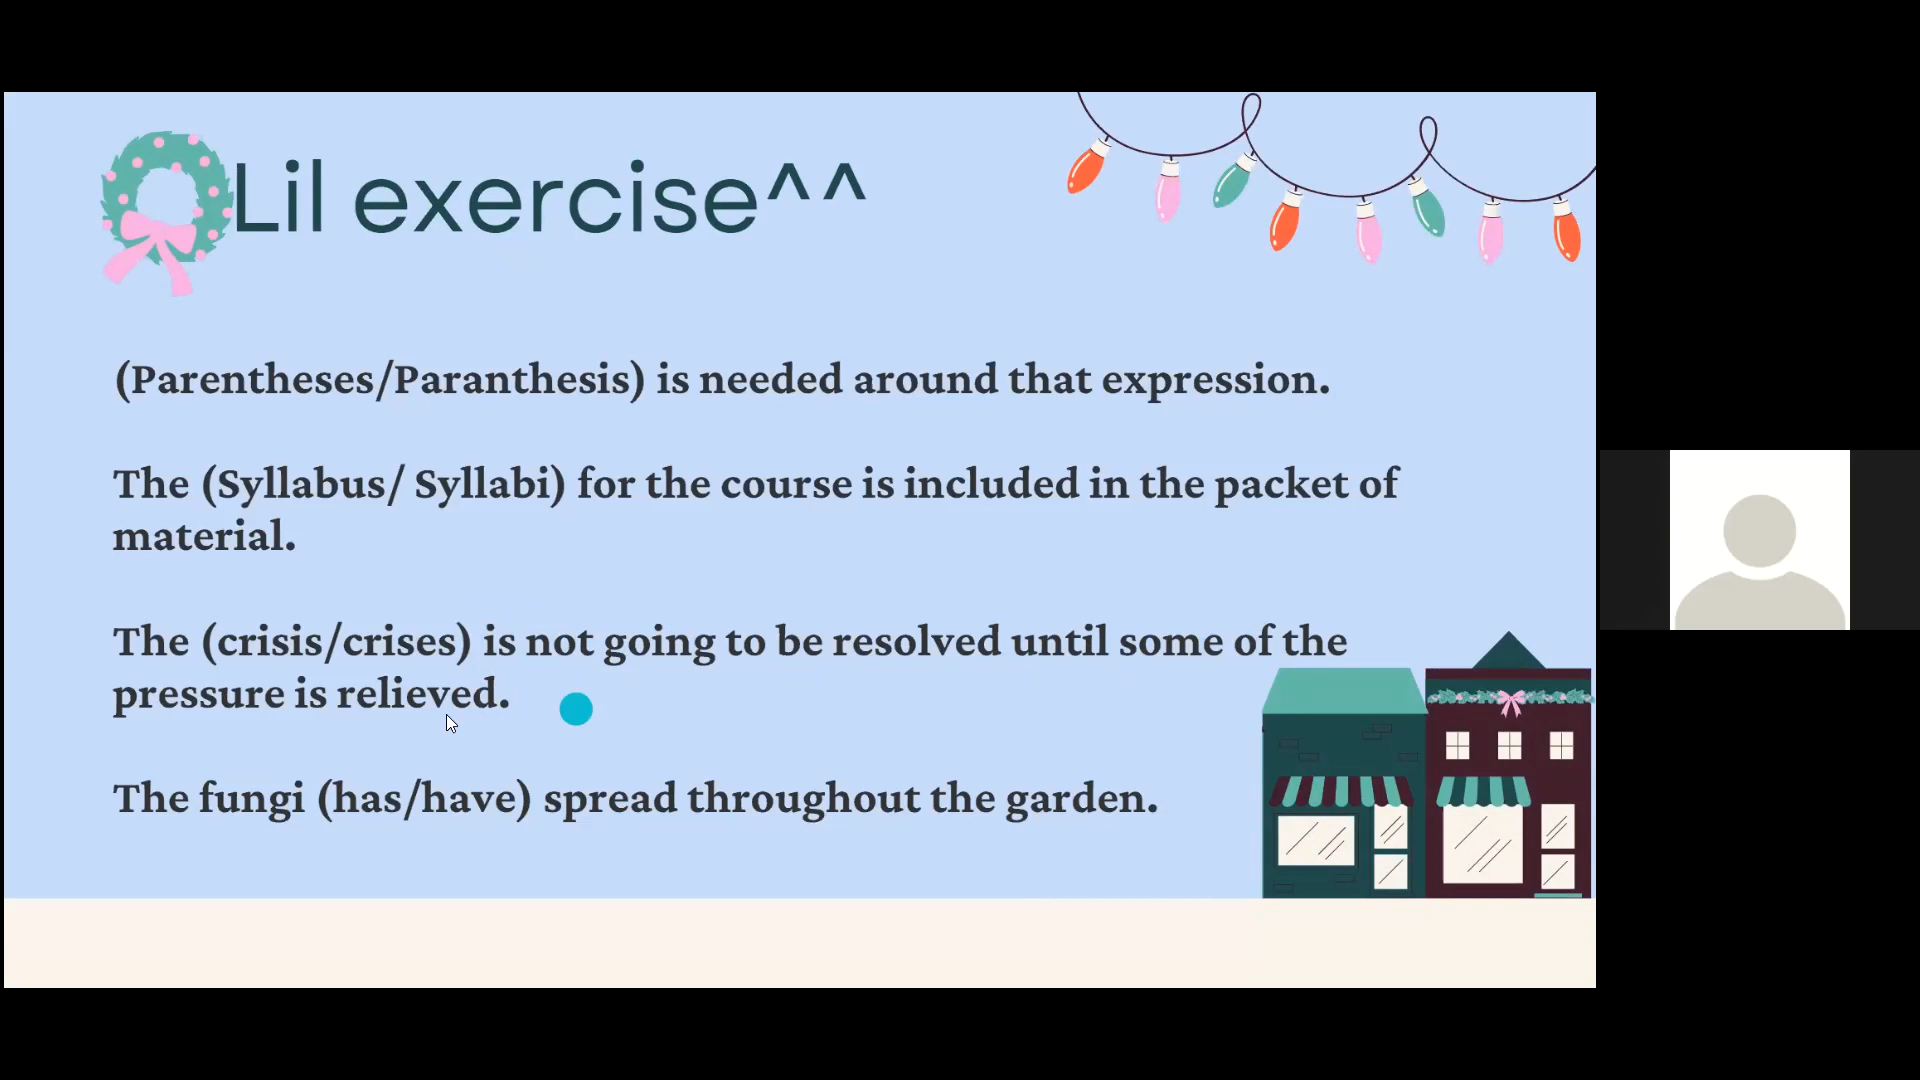 Lil exercise^^
(Parentheses/Paranthesis) is needed around that expression.
The (Syllabus/ Syllabi) for the course is included in the packet of
material.
The (crisis/crises) is not going to be resolved until some of the
pressure is relieved.
The fungi (has/have) spread throughout the garden.